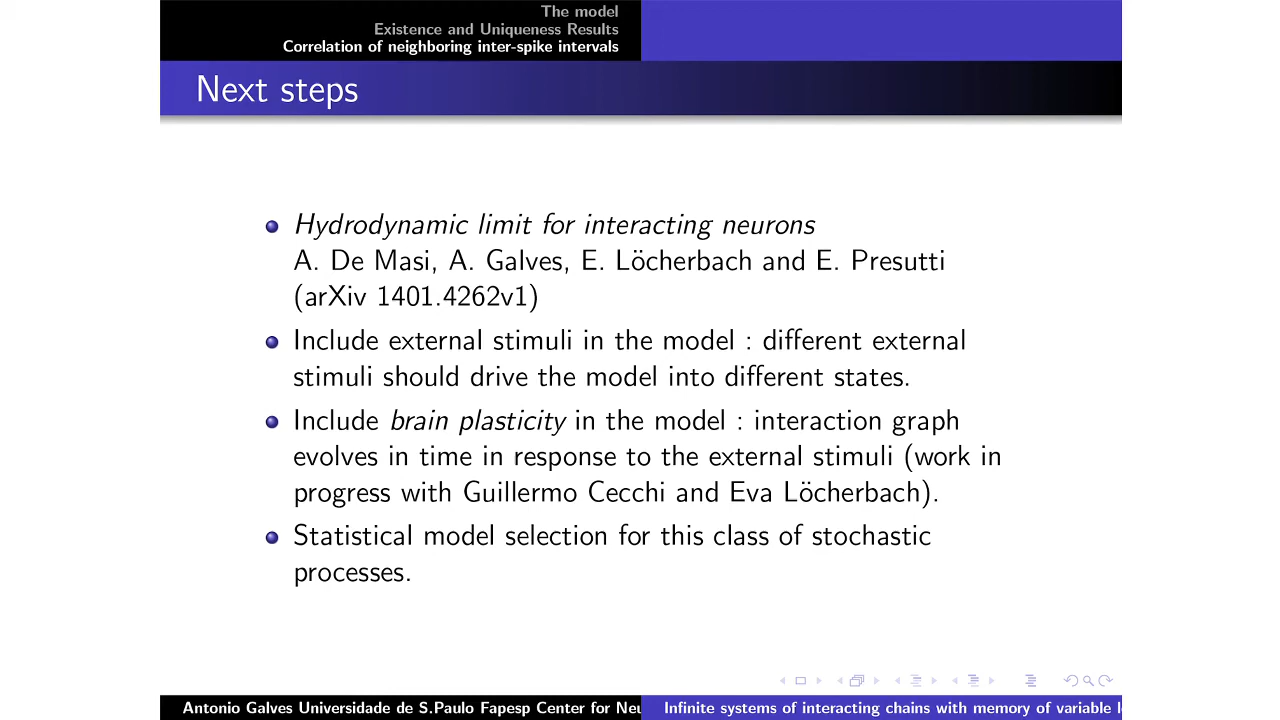 The model
Existence and Uniqueness Results
Correlation of neighboring inter-spike intervals
Next steps
Hydrodynamic limit for interacting neurons
A. De Masi, A. Galves, E. Löcherbach and E. Presutti
(arXiv 1401.4262v1)
Include external stimuli in the model : different external
stimuli should drive the model into different states.
Include brain plasticity in the model : interaction graph
evolves in time in response to the external stimuli (work in
progress with Guillermo Cecchi and Eva Löcherbach).
Statistical model selection for this class of stochastic
processes.
Antonio Galves Universidade de S.Paulo Fapesp Center for Neu
Infinite systems of interacting chains with memory of variable